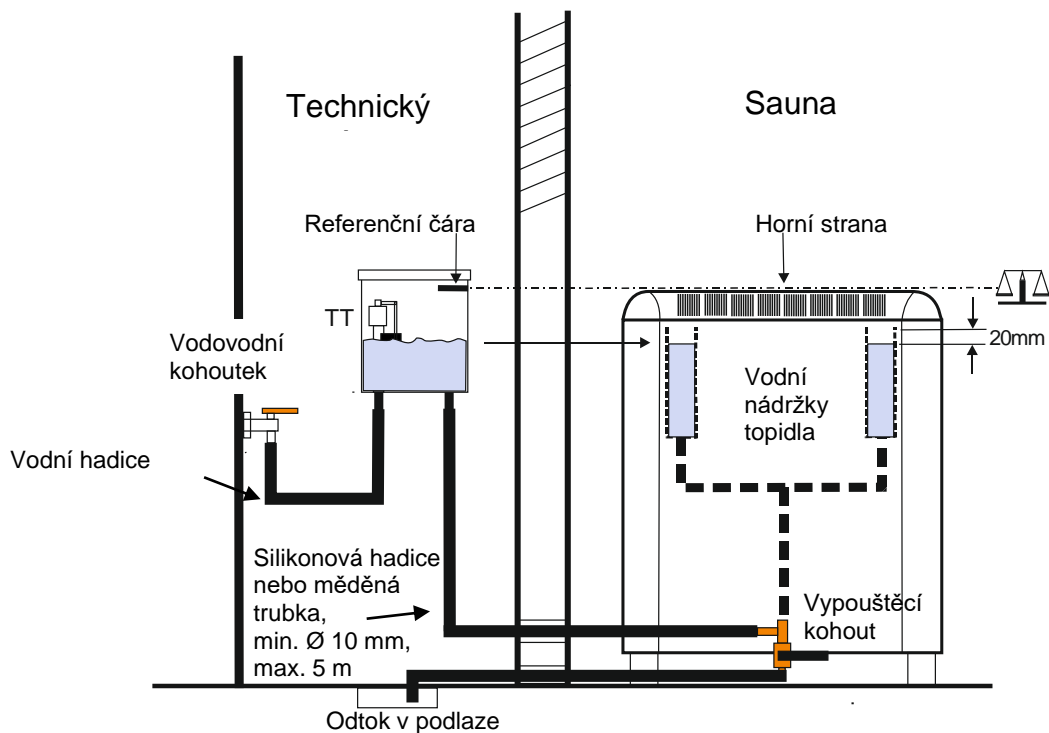 Technický
Sauna
Referenční čára
Horní strana
TT
20mm
Vodovodní
kohoutek
Vodní
nádržky
topidla
Vodní hadice
Silikonová hadice
nebo měděná
trubka,
min. Ø 10 mm,
max. 5 m
Vypouštěcí
kohout
Odtok v podlaze